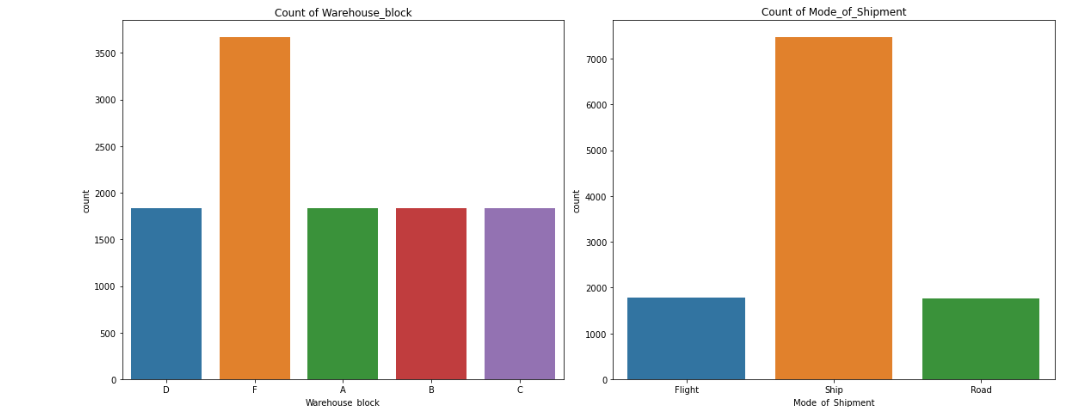 Count of Warehouse_block
3500
3000
2500
2000
1500
1000
500
0
count
D F A B C
Warehouse_block
Count of Mode_of_Shipment
7000
6000
5000
4000
3000
2000
1000
0
count
Flight Ship Road
Mode_of_Shipment